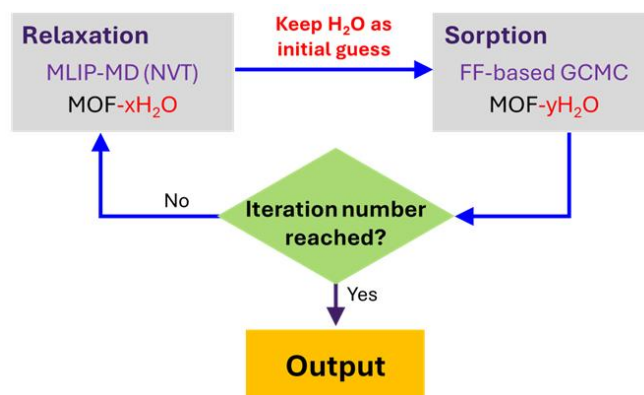 Relaxation
MLIP-MD (NVT)
MOF-xH₂O
Keep H₂O as
initial guess
Sorption
FF-based GCMC
MOF-yH₂O
No
Iteration number
reached?
Yes
Output